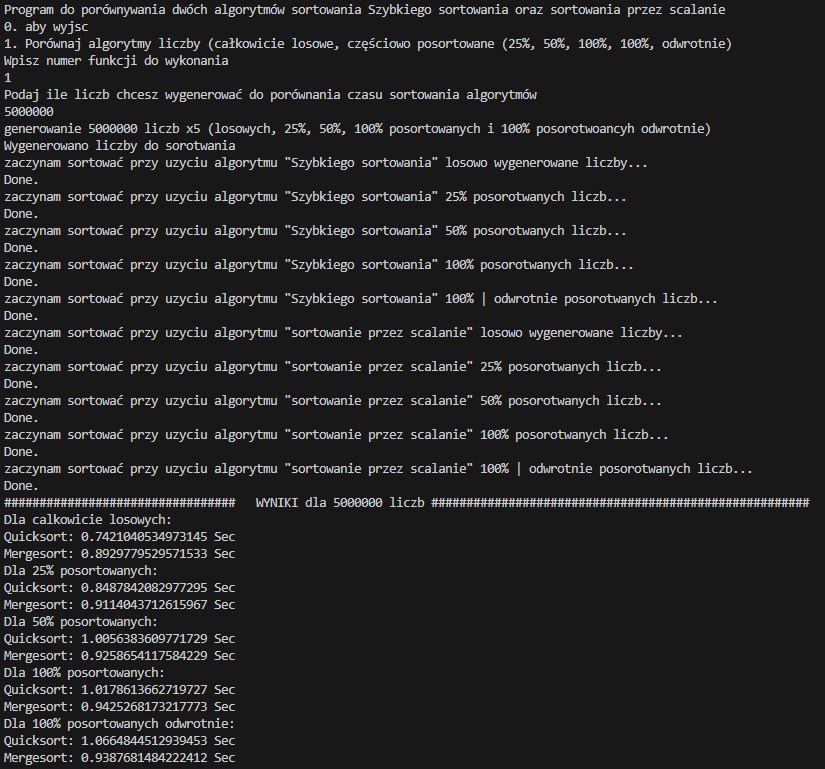 Program do porównywania dwóch algorytmów sortowania Szybkiego sortowania oraz sortowania przez scalanie
0. aby wyjsc
1. Porównaj algorytmy liczby (całkowicie losowe, częściowo posortowane (25%, 50%, 100%, 100%, odwrotnie)
Wpisz numer funkcji do wykonania
1
Podaj ile liczb chcesz wygenerować do porównania czasu sortowania algorytmów
5000000
generowanie 5000000 liczb x5 (losowych, 25%, 50%, 100% posortowanych i 100% posorotwoancyh odwrotnie)
Wygenerowano liczby do sorotwania
zaczynam sortować przy uzyciu algorytmu "Szybkiego sortowania" losowo wygenerowane liczby...
Done.
zaczynam sortować przy uzyciu algorytmu "Szybkiego sortowania" 25% posorotwanych liczb...
Done.
zaczynam sortować przy uzyciu algorytmu "Szybkiego sortowania" 50% posorotwanych liczb...
Done.
zaczynam sortować przy uzyciu algorytmu "Szybkiego sortowania" 100% posorotwanych liczb...
Done.
zaczynam sortować przy uzyciu algorytmu "Szybkiego sortowania" 100% | odwrotnie posorotwanych liczb...
Done.
zaczynam sortować przy uzyciu algorytmu "sortowanie przez scalanie" losowo wygenerowane liczby...
Done.
zaczynam sortować przy uzyciu algorytmu "sortowanie przez scalanie" 25% posorotwanych liczb...
Done.
zaczynam sortować przy uzyciu algorytmu "sortowanie przez scalanie" 50% posorotwanych liczb...
Done.
zaczynam sortować przy uzyciu algorytmu "sortowanie przez scalanie" 100% posorotwanych liczb...
Done.
zaczynam sortować przy uzyciu algorytmu "sortowanie przez scalanie" 100% | odwrotnie posorotwanych liczb...
Done.
################################# WYNIKI dla 5000000 liczb ######################################################
Dla calkowicie losowych:
Quicksort: 0.7421040534973145 Sec
Mergesort: 0.8929779529571533 Sec
Dla 25% posortowanych:
Quicksort: 0.8487842082977295 Sec
Mergesort: 0.9114043712615967 Sec
Dla 50% posortowanych:
Quicksort: 1.0056383609771729 Sec
Mergesort: 0.9258654117584229 Sec
Dla 100% posortowanych:
Quicksort: 1.0178613662719727 Sec
Mergesort: 0.9425268173217773 Sec
Dla 100% posortowanych odwrotnie:
Quicksort: 1.0664844512939453 Sec
Mergesort: 0.9387681484222412 Sec